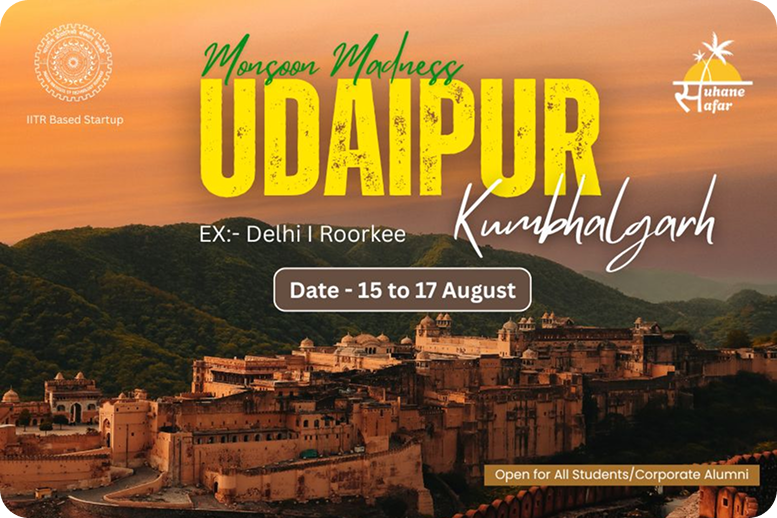 IITR Based Startup
Monsoon Madness
UDAIPUR
Kumbhalgarh
सuhane
afar
EX:- Delhi I Roorkee
Date - 15 to 17 August
Open for All Students/Corporate Alumni